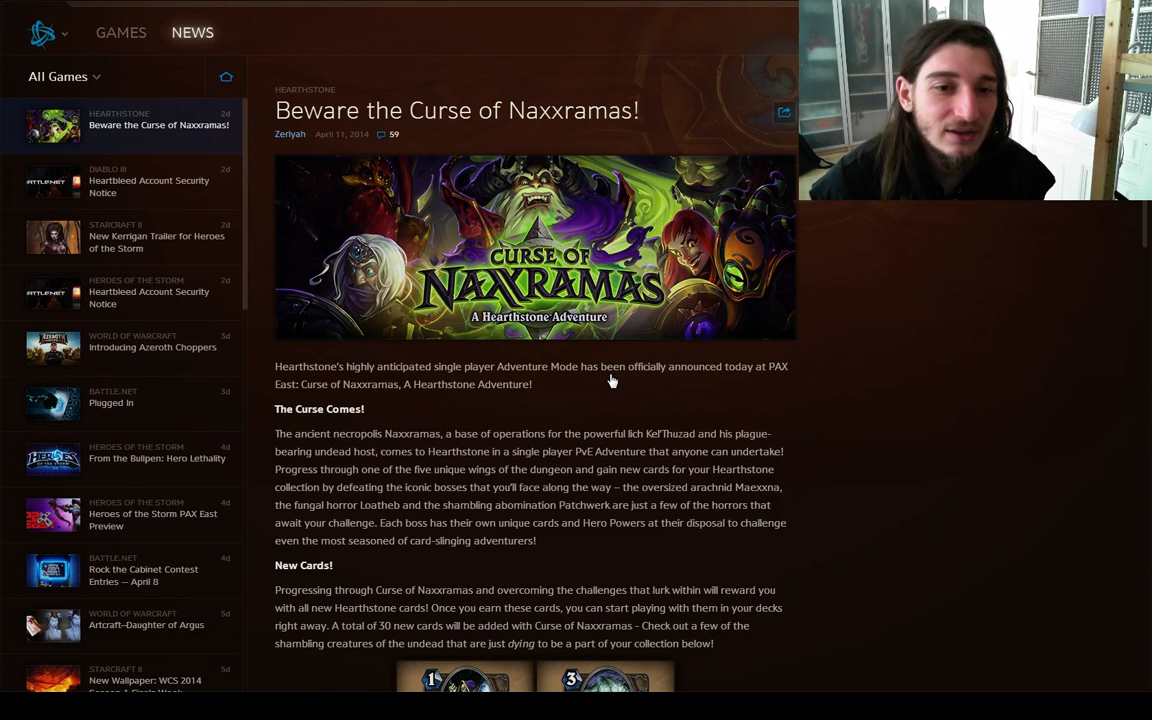 GAMES NEWS
All Games
HEARTHSTONE 2d
Beware the Curse of Naxxramas!
DIABLO III 2d
Heartbleed Account Security
Notice
STARCRAFT II 2d
New Kerrigan Trailer for Heroes
of the Storm
HEROES OF THE STORM 2d
Heartbleed Account Security
Notice
WORLD OF WARCRAFT 3d
Introducing Azeroth Choppers
BATTLE.NET 3d
Plugged In
HEROES OF THE STORM 4d
From the Bullpen: Hero Lethality
HEROES OF THE STORM 4d
Heroes of the Storm PAX East
Preview
BATTLE.NET 4d
Rock the Cabinet Contest
Entries -- April 8
WORLD OF WARCRAFT 5d
Artcraft–Daughter of Argus
STARCRAFT II 5d
New Wallpaper: WCS 2014
HEARTHSTONE
Beware the Curse of Naxxramas!
Zeriyah April 11, 2014 59
CURSE OF
NAXXRAMAS
A Hearthstone Adventure
Hearthstone's highly anticipated single player Adventure Mode has been officially announced today at PAX
East: Curse of Naxxramas, A Hearthstone Adventure!
The Curse Comes!
The ancient necropolis Naxxramas, a base of operations for the powerful lich Kel'Thuzad and his plague-
bearing undead host, comes to Hearthstone in a single player PvE Adventure that anyone can undertake!
Progress through one of the five unique wings of the dungeon and gain new cards for your Hearthstone
collection by defeating the iconic bosses that you'll face along the way – the oversized arachnid Maexxna,
the fungal horror Loatheb and the shambling abomination Patchwerk are just a few of the horrors that
await your challenge. Each boss has their own unique cards and Hero Powers at their disposal to challenge
even the most seasoned of card-slinging adventurers!
New Cards!
Progressing through Curse of Naxxramas and overcoming the challenges that lurk within will reward you
with all new Hearthstone cards! Once you earn these cards, you can start playing with them in your decks
right away. A total of 30 new cards will be added with Curse of Naxxramas - Check out a few of the
shambling creatures of the undead that are just dying to be a part of your collection below!
1 3